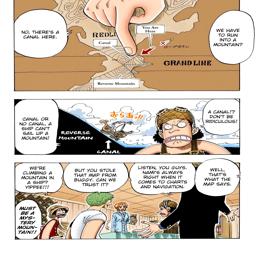 NO, THERE'S
A CANAL HERE.
WE HAVE
TO RUN
INTO A
MOUNTAIN?
You Are
Here
REDL
Canal
GRAND LINE
Reverse Mountain
CANAL OR
NO CANAL, A
SHIP CAN'T
SAIL UP A
MOUNTAIN!
A CANAL!?
DON'T BE
RIDICULOUS!
REVERSE
MOUNTAIN
CANAL
WE'RE
CLIMBING A
MOUNTAIN IN
A SHIP?
YIPPEE!!!
BUT YOU STOLE
THAT MAP FROM
BUGGY. CAN WE
TRUST IT?
LISTEN, YOU GUYS.
NAMI'S ALWAYS
RIGHT WHEN IT
COMES TO CHARTS
AND NAVIGATION.
WELL,
THAT'S
WHAT THE
MAP SAYS.
MUST
BE A
MYS-
TERY
MOUN-
TAIN!!